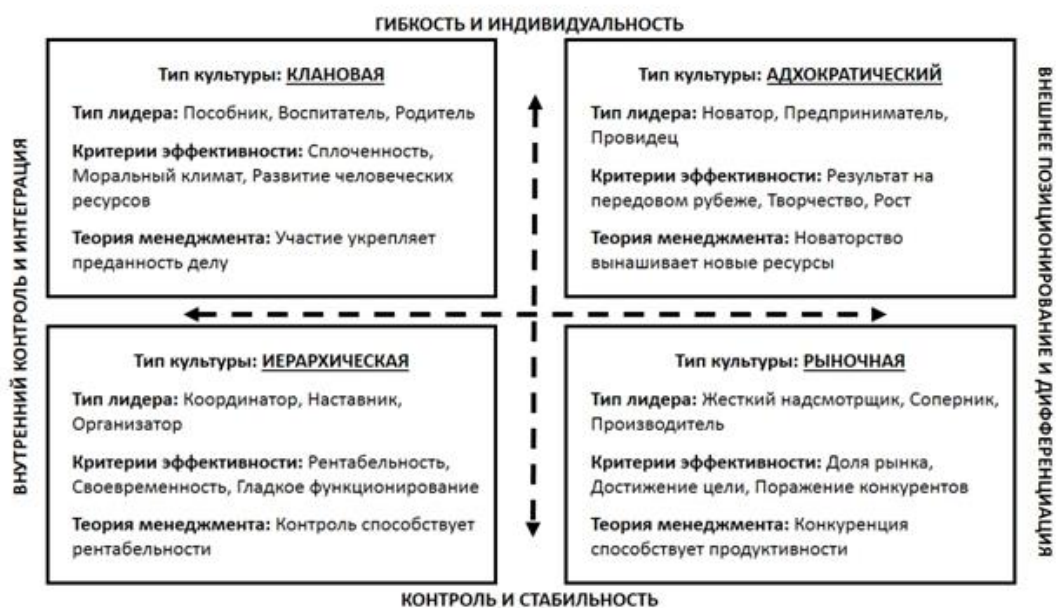 ГИБКОСТЬ И ИНДИВИДУАЛЬНОСТЬ
ВНУТРЕННИЙ КОНТРОЛЬ И ИНТЕГРАЦИЯ
Тип культуры: КЛАНОВАЯ
Тип лидера: Пособник, Воспитатель, Родитель
Критерии эффективности: Сплоченность,
Моральный климат, Развитие человеческих
ресурсов
Теория менеджмента: Участие укрепляет
преданность делу
Тип культуры: АДХОКРАТИЧЕСКИЙ
Тип лидера: Новатор, Предприниматель,
Провидец
Критерии эффективности: Результат на
передовом рубеже, Творчество, Рост
Теория менеджмента: Новаторство
вынашивает новые ресурсы
Тип культуры: ИЕРАРХИЧЕСКАЯ
Тип лидера: Координатор, Наставник,
Организатор
Критерии эффективности: Рентабельность,
Своевременность, Гладкое функционирование
Теория менеджмента: Контроль способствует
рентабельности
Тип культуры: РЫНОЧНАЯ
Тип лидера: Жесткий надсмотрщик, Соперник,
Производитель
Критерии эффективности: Доля рынка,
Достижение цели, Поражение конкурентов
Теория менеджмента: Конкуренция
способствует продуктивности
ВНЕШНЕЕ ПОЗИЦИОНИРОВАНИЕ И ДИФФЕРЕНЦИАЦИЯ
КОНТРОЛЬ И СТАБИЛЬНОСТЬ